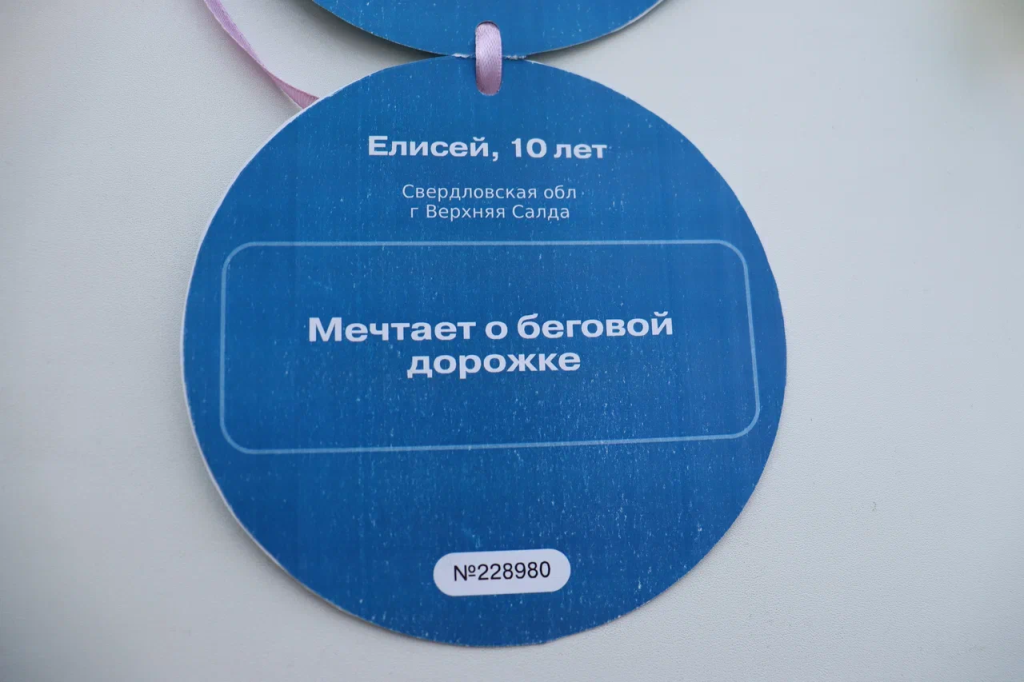 Елисей, 10 лет
Свердловская обл
г Верхняя Салда
Мечтает о беговой
дорожке
№228980